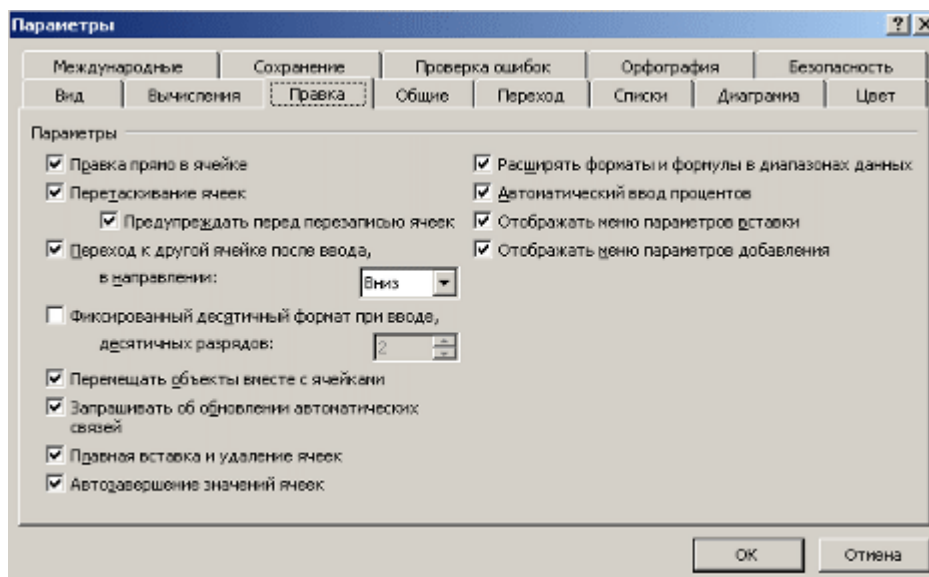 Параметры
Международные Сохранение Проверка ошибок Орфография Безопасность
Вид Вычисления Правка Общие Переход Списки Диаграмма Цвет
Параметры
Правка прямо в ячейке
Перетаскивание ячеек
Предупреждать перед перезаписью ячеек
Переход к другой ячейке после ввода,
в направлении: Вниз
Фиксированный десятичный формат при вводе,
десятичных разрядов: 2
Перемещать объекты вместе с ячейками
Запрашивать об обновлении автоматических
связей
Плавная вставка и удаление ячеек
Автозавершение значений ячеек
Расширять форматы и формулы в диапазонах данных
Автоматический ввод процентов
Отображать меню параметров вставки
Отображать меню параметров добавления
ОК Отмена